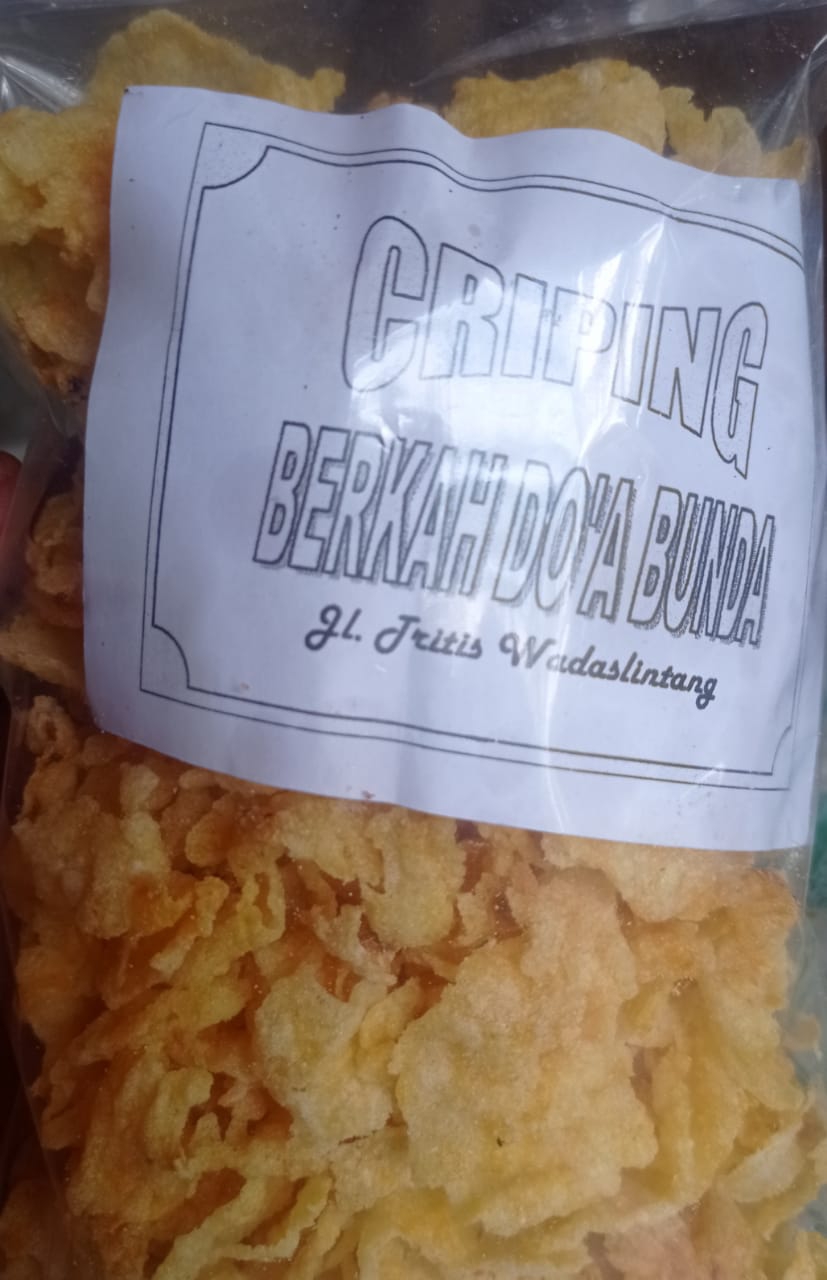 CRIPING
BERKAH DO'A BUNDA
Jl. Tritis Wadaslintang